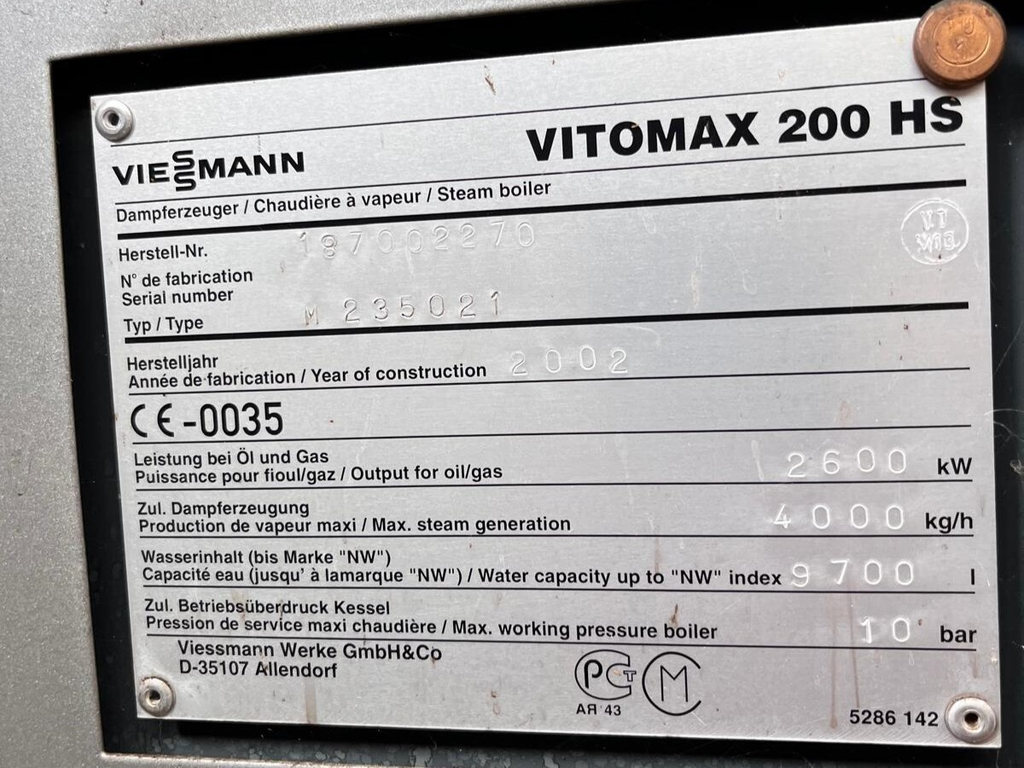 VIESSMANN
VITOMAX 200 HS
Dampferzeuger / Chaudière à vapeur / Steam boiler
Herstell-Nr. 187002270
N° de fabrication
Serial number
Typ / Type M 235021
Herstelljahr
Année de fabrication / Year of construction 2002
CE-0035
Leistung bei Öl und Gas
Puissance pour fioul/gaz / Output for oil/gas 2600 kW
Zul. Dampferzeugung
Production de vapeur maxi / Max. steam generation 4000 kg/h
Wasserinhalt (bis Marke "NW")
Capacité eau (jusqu' à lamarque "NW") / Water capacity up to "NW" index 9700 l
Zul. Betriebsüberdruck Kessel
Pression de service maxi chaudière / Max. working pressure boiler 10 bar
Viessmann Werke GmbH&Co
D-35107 Allendorf
АЯ 43
M
5286 142